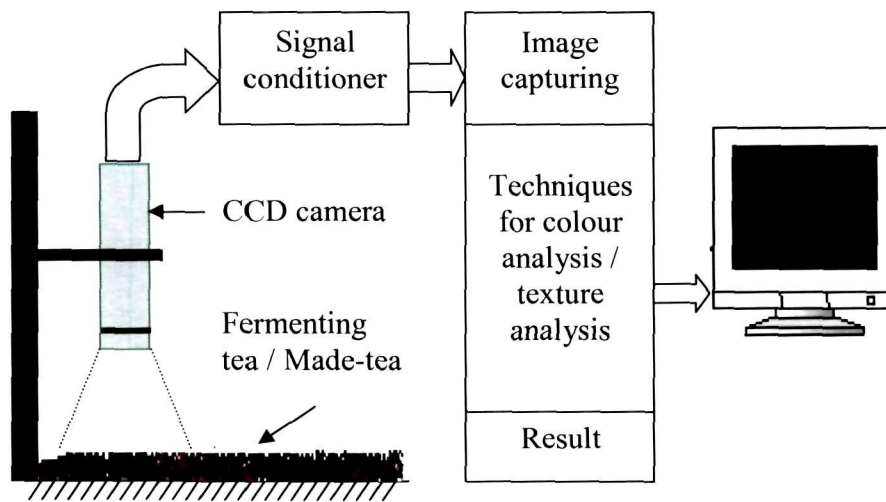 Signal
conditioner
Image
capturing
CCD camera
Techniques
for colour
analysis /
texture
analysis
Fermenting
tea / Made-tea
Result